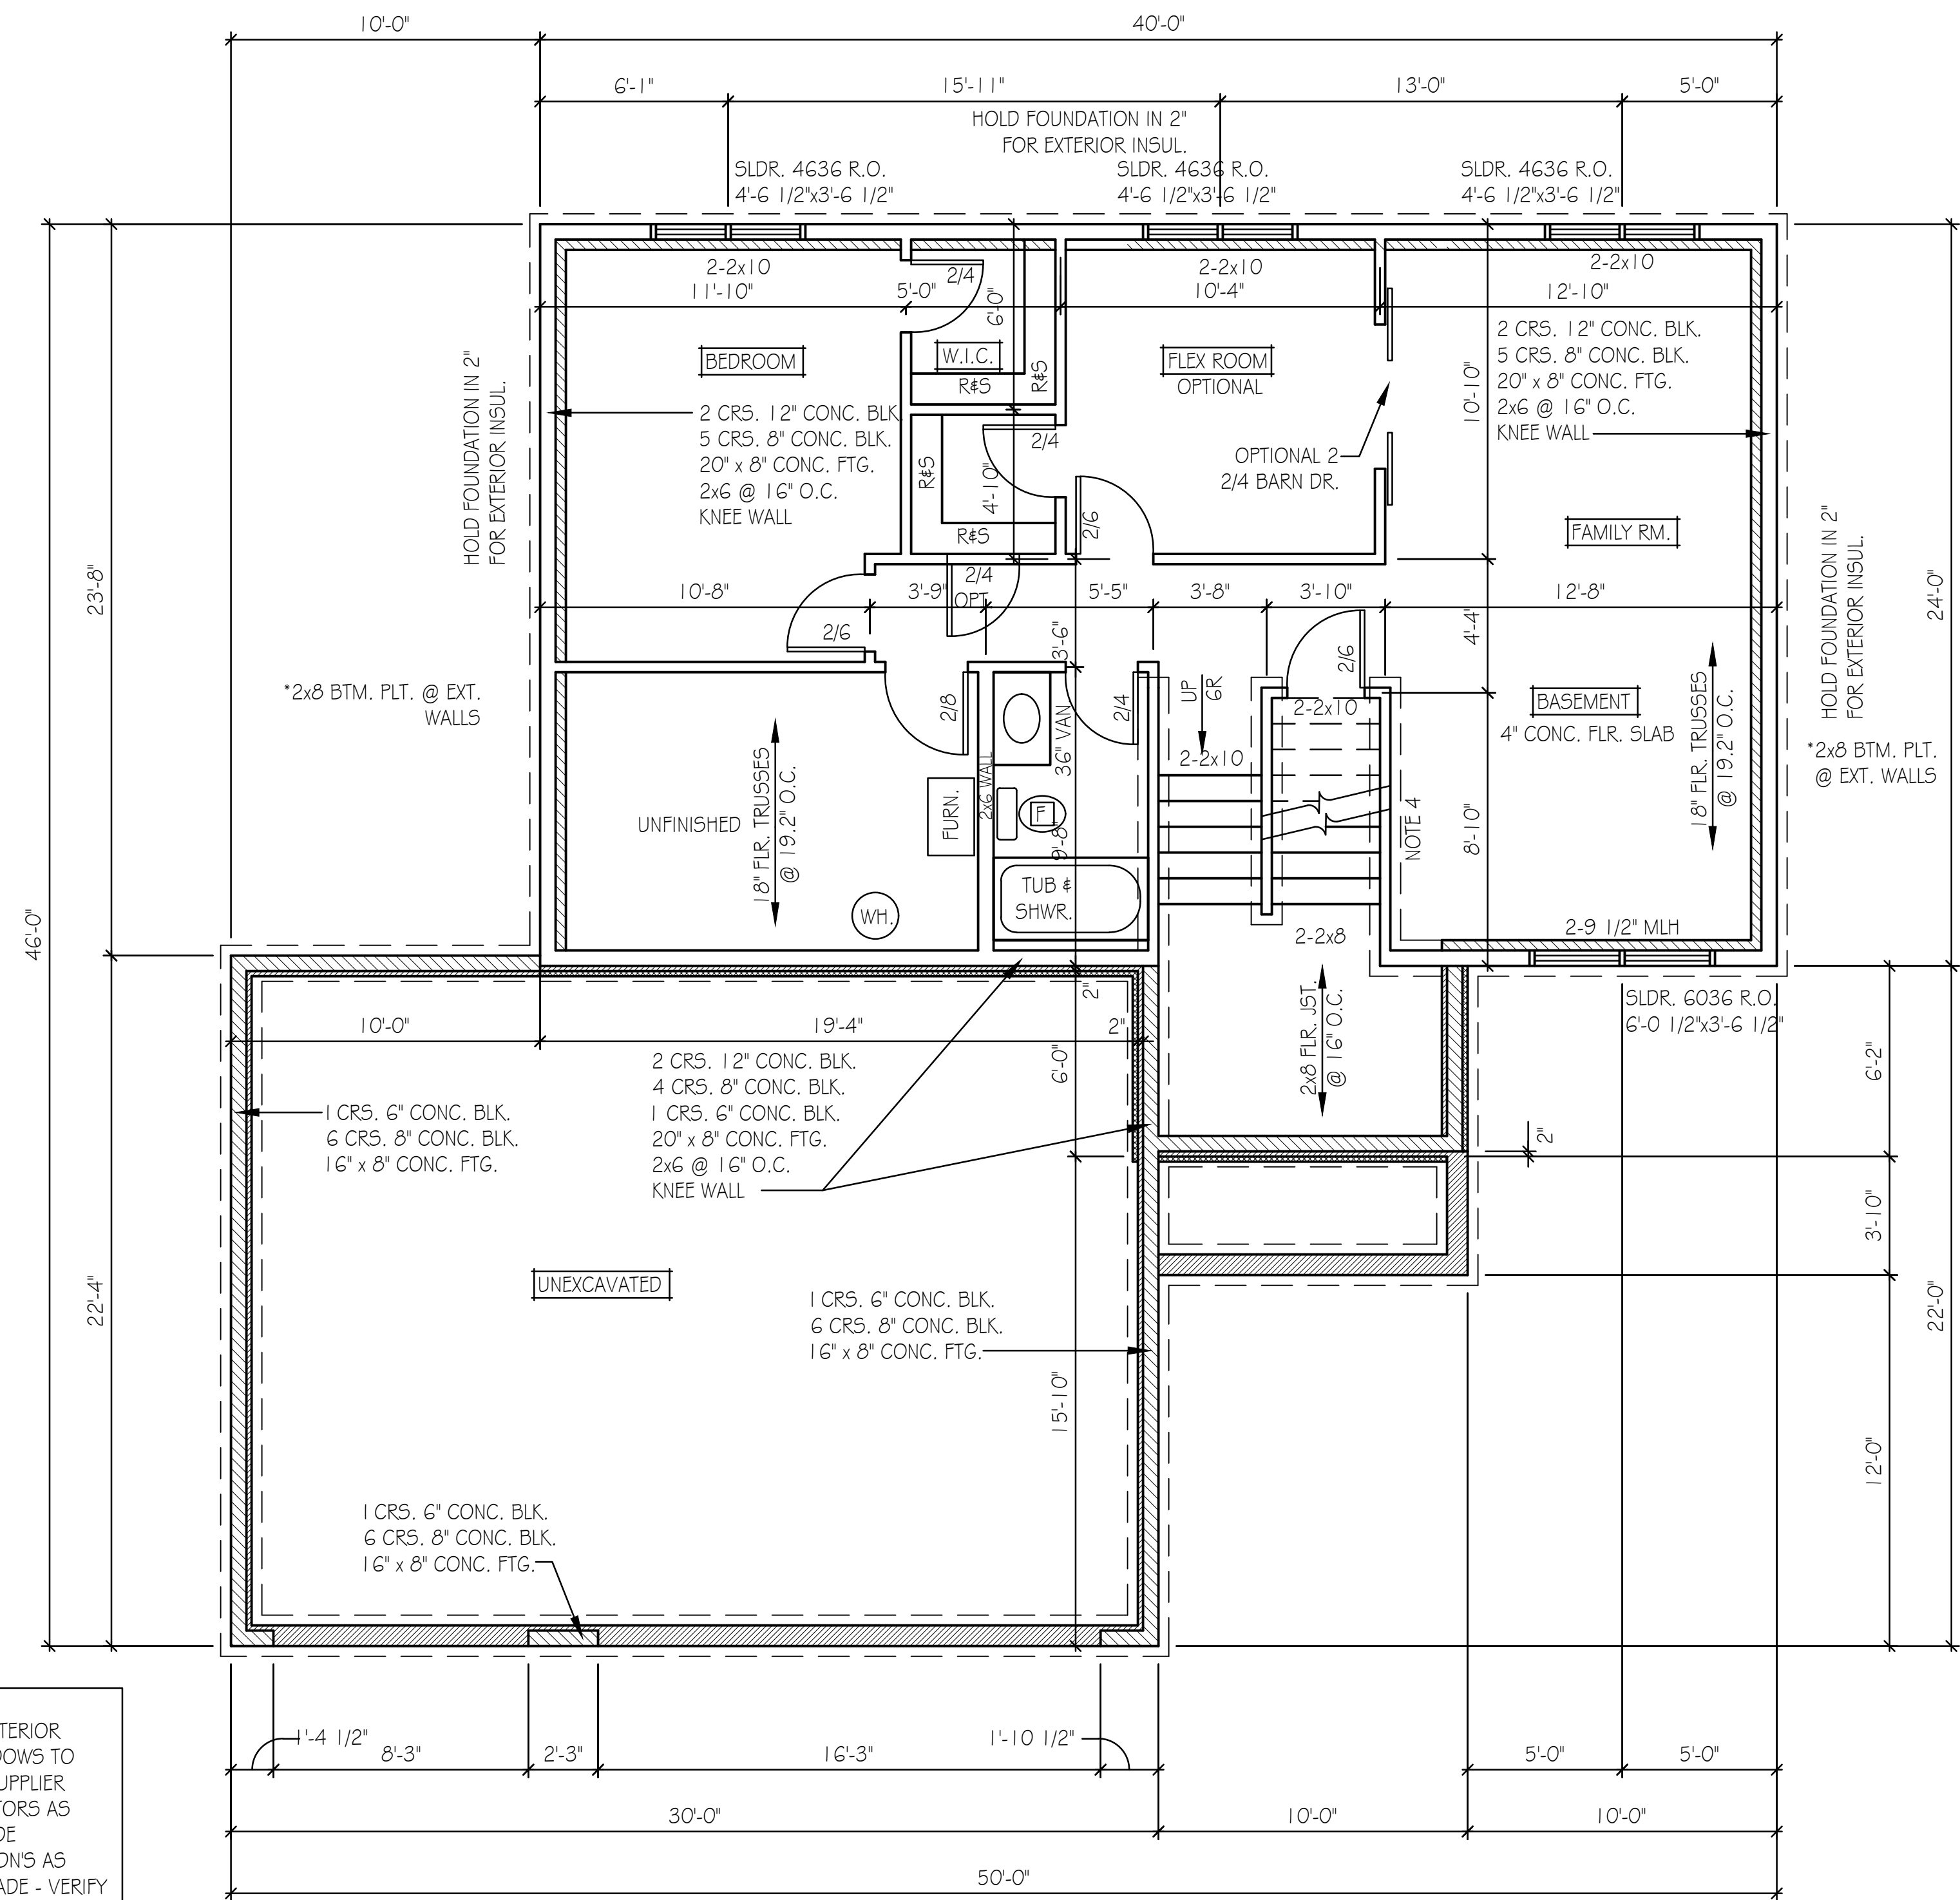 10'-0"
40'-0"
6'-1"
15'-11"
13'-0"
5'-0"
HOLD FOUNDATION IN 2"
FOR EXTERIOR INSUL.
SLDR. 4636 R.O.
4'-6 1/2"x3'-6 1/2"
SLDR. 4636 R.O.
4'-6 1/2"x3'-6 1/2"
SLDR. 4636 R.O.
4'-6 1/2"x3'-6 1/2"
2-2x10
2/4
2-2x10
2-2x10
11'-10"
5'-0"
10'-4"
12'-10"
6'-0"
BEDROOM
W.I.C.
R&S
R&S
FLEX ROOM
OPTIONAL
2 CRS. 12" CONC. BLK.
5 CRS. 8" CONC. BLK.
20" x 8" CONC. FTG.
2x6 @ 16" O.C.
KNEE WALL
10'-10"
HOLD FOUNDATION IN 2"
FOR EXTERIOR INSUL.
2 CRS. 12" CONC. BLK.
5 CRS. 8" CONC. BLK.
20" x 8" CONC. FTG.
2x6 @ 16" O.C.
KNEE WALL
2/4
R&S
4'-10"
R&S
OPTIONAL 2
2/4 BARN DR.
2/6
FAMILY RM.
HOLD FOUNDATION IN 2"
FOR EXTERIOR INSUL.
23'-8"
24'-0"
10'-8"
3'-9"
2/4
OPT.
5'-5"
3'-8"
3'-10"
12'-8"
2/6
3'-6"
4'-4"
2/6
*2x8 BTM. PLT. @ EXT.
WALLS
2/8
36" VAN
2/4
UP
6R
2-2x10
2-2x10
BASEMENT
4" CONC. FLR. SLAB
18" FLR. TRUSSES
@ 19.2" O.C.
*2x8 BTM. PLT.
@ EXT. WALLS
UNFINISHED
18" FLR. TRUSSES
@ 19.2" O.C.
FURN.
2x6 WALL
F
9'-8"
NOTE 4
8'-10"
WH.
TUB &
SHWR.
2-2x8
2-9 1/2" MLH
46'-0"
SLDR. 6036 R.O.
6'-0 1/2"x3'-6 1/2"
2"
10'-0"
19'-4"
2"
6'-0"
2x8 FLR. JST.
@ 16" O.C.
6'-2"
2 CRS. 12" CONC. BLK.
4 CRS. 8" CONC. BLK.
1 CRS. 6" CONC. BLK.
20" x 8" CONC. FTG.
2x6 @ 16" O.C.
KNEE WALL
1 CRS. 6" CONC. BLK.
6 CRS. 8" CONC. BLK.
16" x 8" CONC. FTG.
2"
3'-10"
22'-4"
UNEXCAVATED
22'-0"
1 CRS. 6" CONC. BLK.
6 CRS. 8" CONC. BLK.
16" x 8" CONC. FTG.
15'-10"
12'-0"
1 CRS. 6" CONC. BLK.
6 CRS. 8" CONC. BLK.
16" x 8" CONC. FTG.
1'-4 1/2"
8'-3"
2'-3"
16'-3"
1'-10 1/2"
5'-0"
5'-0"
30'-0"
10'-0"
10'-0"
50'-0"
TERIOR
DOWS TO
UPPLIER
TORS AS
DE
ON'S AS
ADE - VERIFY